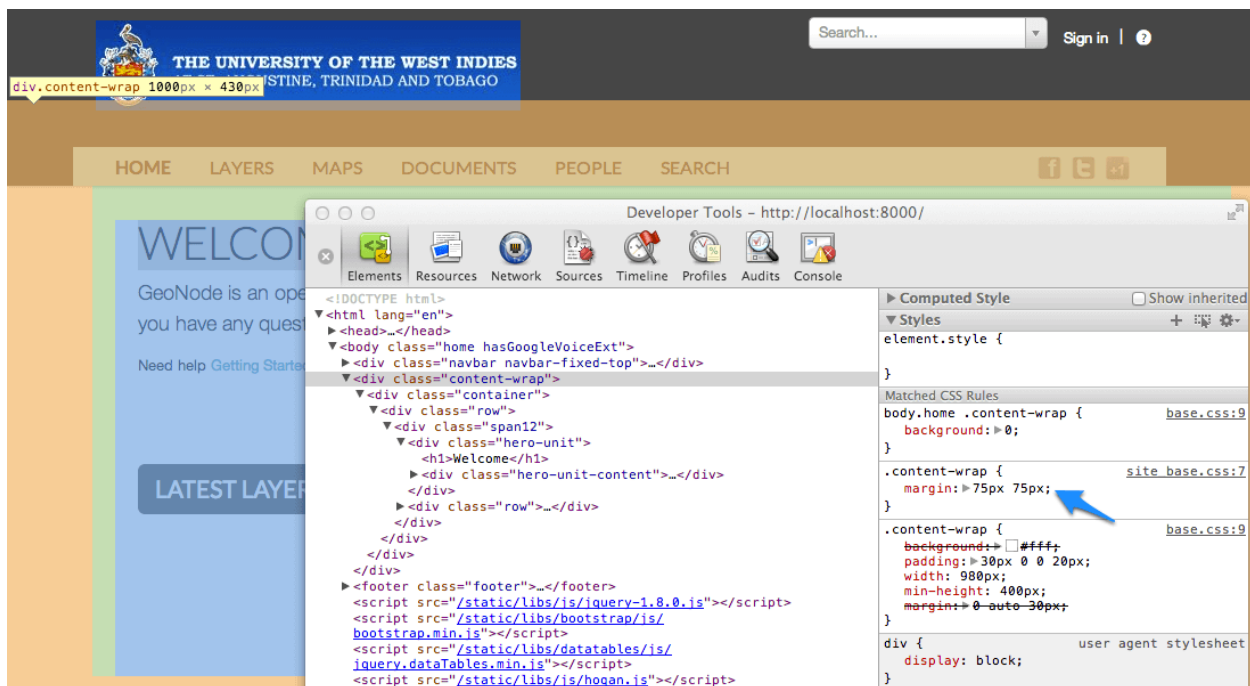 Search...
Sign in | ?
THE UNIVERSITY OF THE WEST INDIES
STINE, TRINIDAD AND TOBAGO
div.content-wrap 1000px × 430px
HOME LAYERS MAPS DOCUMENTS PEOPLE SEARCH
f t +1
WELCO
GeoNode is an ope
you have any quest
Need help Getting Starte
LATEST LAYER
Developer Tools – http://localhost:8000/
Elements Resources Network Sources Timeline Profiles Audits Console
<!DOCTYPE html>
▼<html lang="en">
▶<head>…</head>
▼<body class="home hasGoogleVoiceExt">
▶<div class="navbar navbar-fixed-top">…</div>
▼<div class="content-wrap">
▼<div class="container">
▼<div class="row">
▼<div class="span12">
▼<div class="hero-unit">
<h1>Welcome</h1>
▶<div class="hero-unit-content">…</div>
</div>
▶<div class="row">…</div>
</div>
</div>
</div>
</div>
▶<footer class="footer">…</footer>
<script src="/static/libs/js/jquery-1.8.0.js"></script>
<script src="/static/libs/bootstrap/js/
bootstrap.min.js"></script>
<script src="/static/libs/datatables/js/
jquery.dataTables.min.js"></script>
<script src="/static/libs/js/hogan.js"></script>
▶ Computed Style Show inherited
▼ Styles
element.style {
}
Matched CSS Rules
body.home .content-wrap { base.css:9
background:▶0;
}
.content-wrap { site_base.css:7
margin:▶75px 75px;
}
.content-wrap { base.css:9
background:▶#fff;
padding:▶30px 0 0 20px;
width: 980px;
min-height: 400px;
margin:▶0 auto 30px;
}
div { user agent stylesheet
display: block;
}